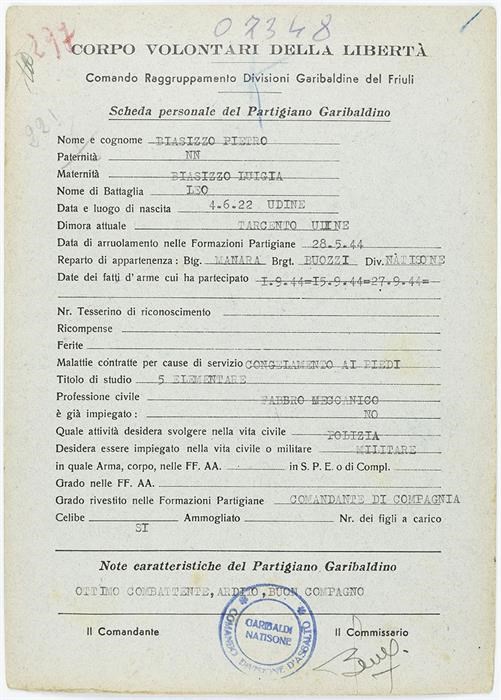 07348
297
221
CORPO VOLONTARI DELLA LIBERTÀ
Comando Raggruppamento Divisioni Garibaldine del Friuli
Scheda personale del Partigiano Garibaldino
Nome e cognome BIASIZZO PIETRO
Paternità NN
Maternità BIASIZZO LUIGIA
Nome di Battaglia LEO
Data e luogo di nascita 4.6.22 UDINE
Dimora attuale TARCENTO UDINE
Data di arruolamento nelle Formazioni Partigiane 28.5.44
Reparto di appartenenza : Btg. MANARA Brgt. BUOZZI Div. NATISONE
Date dei fatti d'arme cui ha partecipato 1.9.44=15.9.44=27.9.44=
Nr. Tesserino di riconoscimento
Ricompense
Ferite
Malattie contratte per cause di servizio CONGELAMENTO AI PIEDI
Titolo di studio 5 ELEMENTARE
Professione civile FABBRO MECCANICO
è già impiegato : NO
Quale attività desidera svolgere nella vita civile POLIZIA
Desidera essere impiegato nella vita civile o militare MILITARE
in quale Arma, corpo, nelle FF. AA. in S. P. E. o di Compl.
Grado nelle FF. AA.
Grado rivestito nelle Formazioni Partigiane COMANDANTE DI COMPAGNIA
Celibe SI Ammogliato Nr. dei figli a carico
Note caratteristiche del Partigiano Garibaldino
OTTIMO COMBATTENTE, ARDITO, BUON COMPAGNO
Il Comandante Il Commissario
COMANDO DIVISIONE D'ASSALTO
GARIBALDI
NATISONE